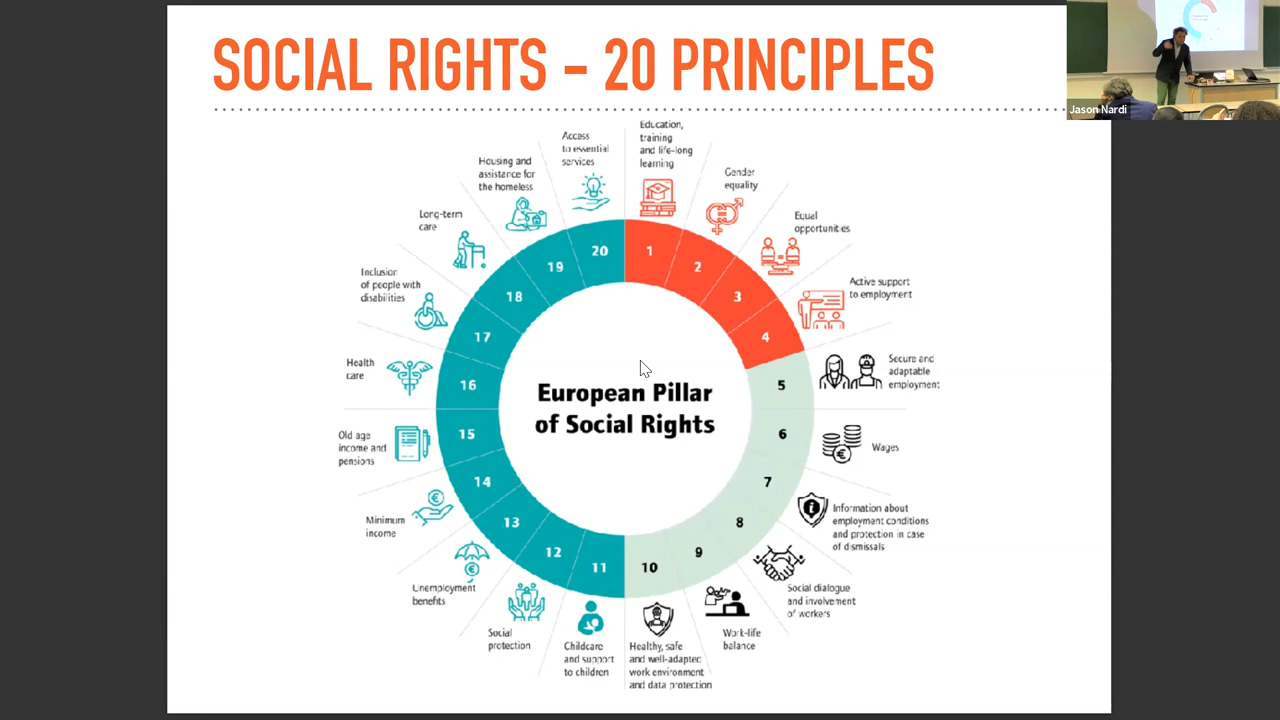 SOCIAL RIGHTS – 20 PRINCIPLES
Jason Nardi
Education,
training
and life-long
learning
Gender
equality
Equal
opportunities
Active support
to employment
Secure and
adaptable
employment
Wages
Information about
employment conditions
and protection in case
of dismissals
Social dialogue
and involvement
of workers
Work-life
balance
Healthy, safe
and well-adapted
work environment
and data protection
Childcare
and support
to children
Social
protection
Unemployment
benefits
Minimum
income
Old age
income and
pensions
Health
care
Inclusion
of people with
disabilities
Long-term
care
Housing and
assistance for
the homeless
Access
to essential
services
1
2
3
4
5
6
7
8
9
10
11
12
13
14
15
16
17
18
19
20
European Pillar
of Social Rights